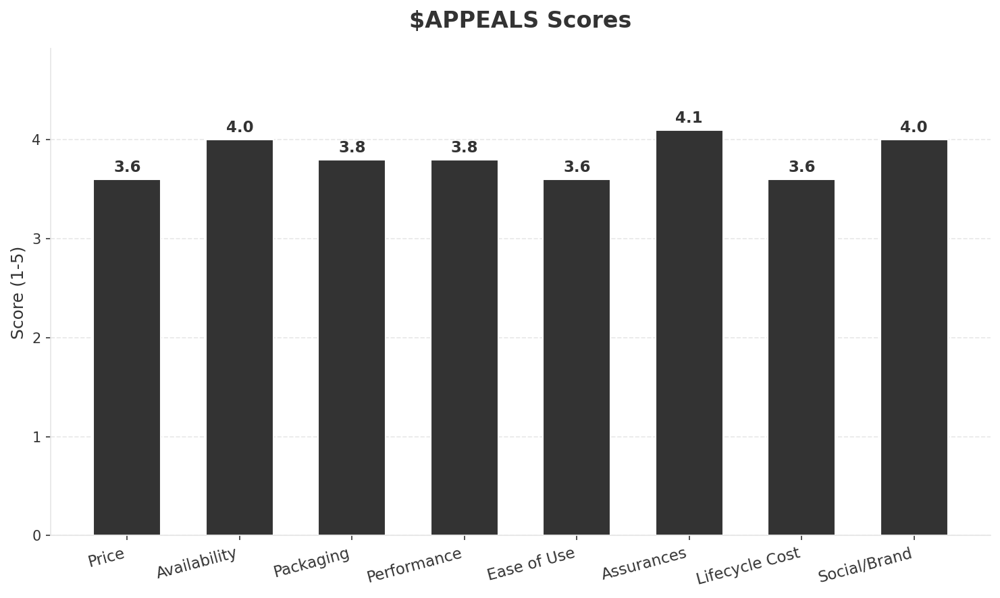 $APPEALS Scores
Score (1-5)
4
3
2
1
0
3.6
4.0
3.8
3.8
3.6
4.1
3.6
4.0
Price
Availability
Packaging
Performance
Ease of Use
Assurances
Lifecycle Cost
Social/Brand